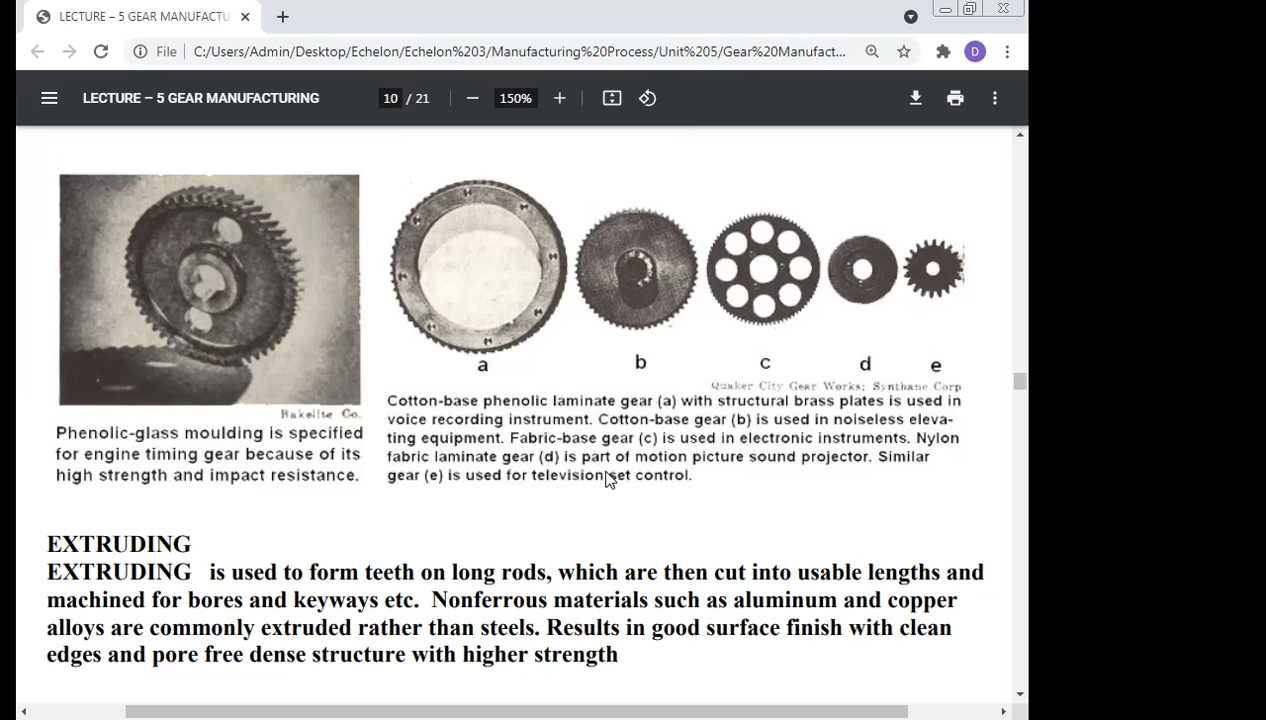 LECTURE – 5 GEAR MANUFACTU
File
C:/Users/Admin/Desktop/Echelon/Echelon%203/Manufacturing%20Process/Unit%205/Gear%20Manufact...
D
LECTURE – 5 GEAR MANUFACTURING
10 / 21
150%
a
b
c
d
e
Quaker City Gear Works; Synthane Corp
Bakelite Co.
Phenolic-glass moulding is specified
for engine timing gear because of its
high strength and impact resistance.
Cotton-base phenolic laminate gear (a) with structural brass plates is used in
voice recording instrument. Cotton-base gear (b) is used in noiseless eleva-
ting equipment. Fabric-base gear (c) is used in electronic instruments. Nylon
fabric laminate gear (d) is part of motion picture sound projector. Similar
gear (e) is used for television set control.
EXTRUDING
EXTRUDING is used to form teeth on long rods, which are then cut into usable lengths and
machined for bores and keyways etc. Nonferrous materials such as aluminum and copper
alloys are commonly extruded rather than steels. Results in good surface finish with clean
edges and pore free dense structure with higher strength